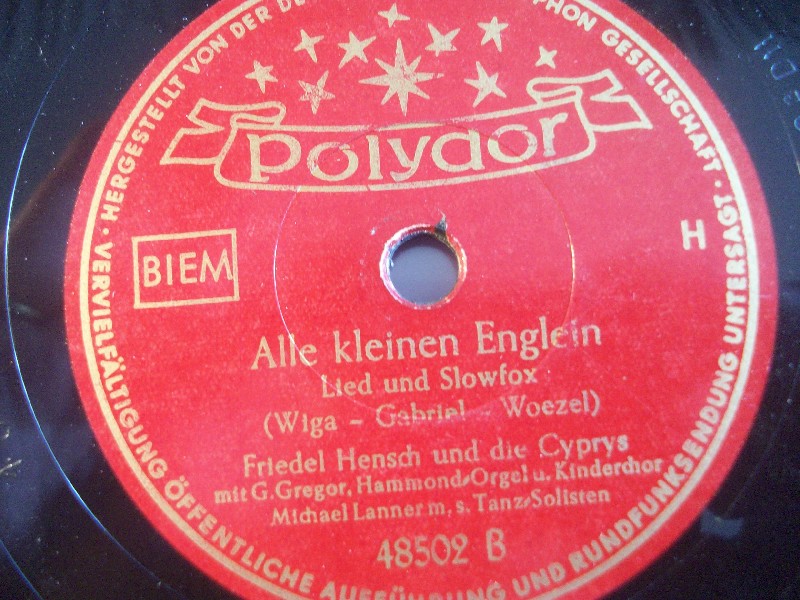 · HERGESTELLT VON DER DE PHON GESELLSCHAFT ·
polydor
BIEM
H
Alle kleinen Englein
Lied und Slowfox
(Wiga - Gabriel - Woezel)
Friedel Hensch und die Cyprys
mit G. Gregor, Hammond-Orgel u. Kinderchor
Michael Lanner m. s. Tanz-Solisten
48502 B
VERVIELFÄLTIGUNG ÖFFENTLICHE AUFFÜHRUNG UND RUNDFUNKSENDUNG UNTERSAGT ·